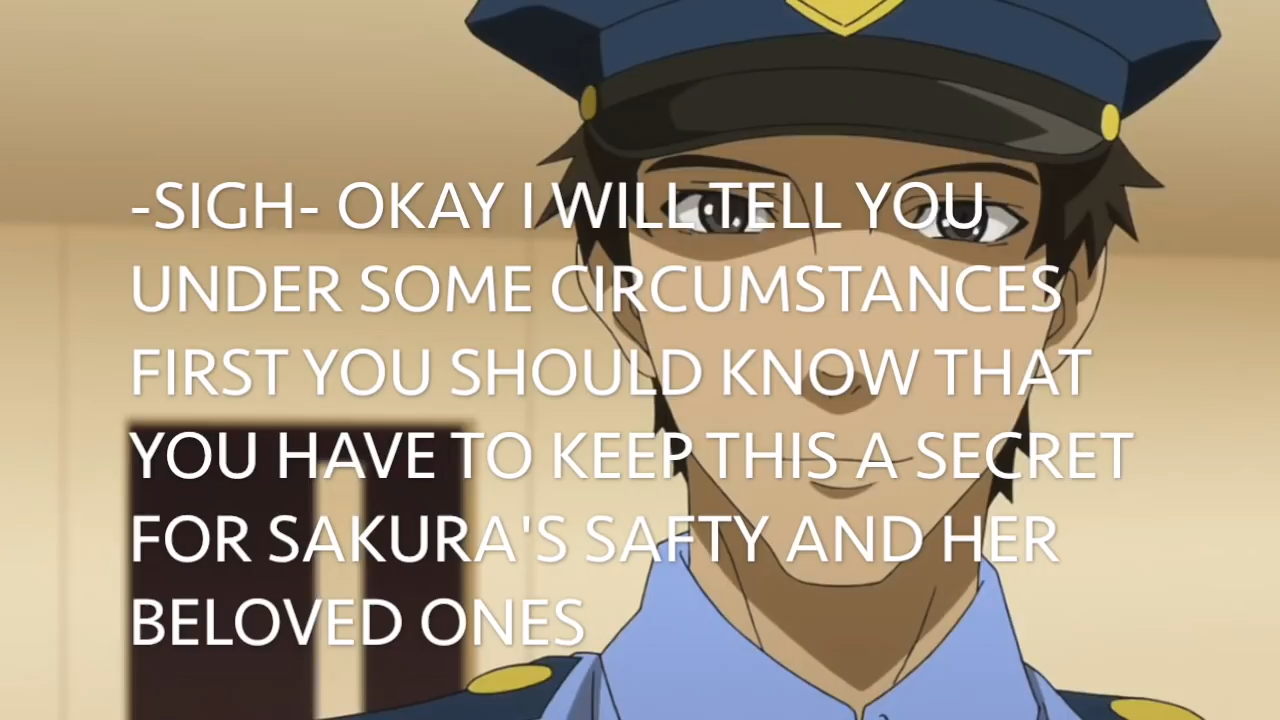 -SIGH- OKAY I WILL TELL YOU
UNDER SOME CIRCUMSTANCES
FIRST YOU SHOULD KNOW THAT
YOU HAVE TO KEEP THIS A SECRET
FOR SAKURA'S SAFTY AND HER
BELOVED ONES